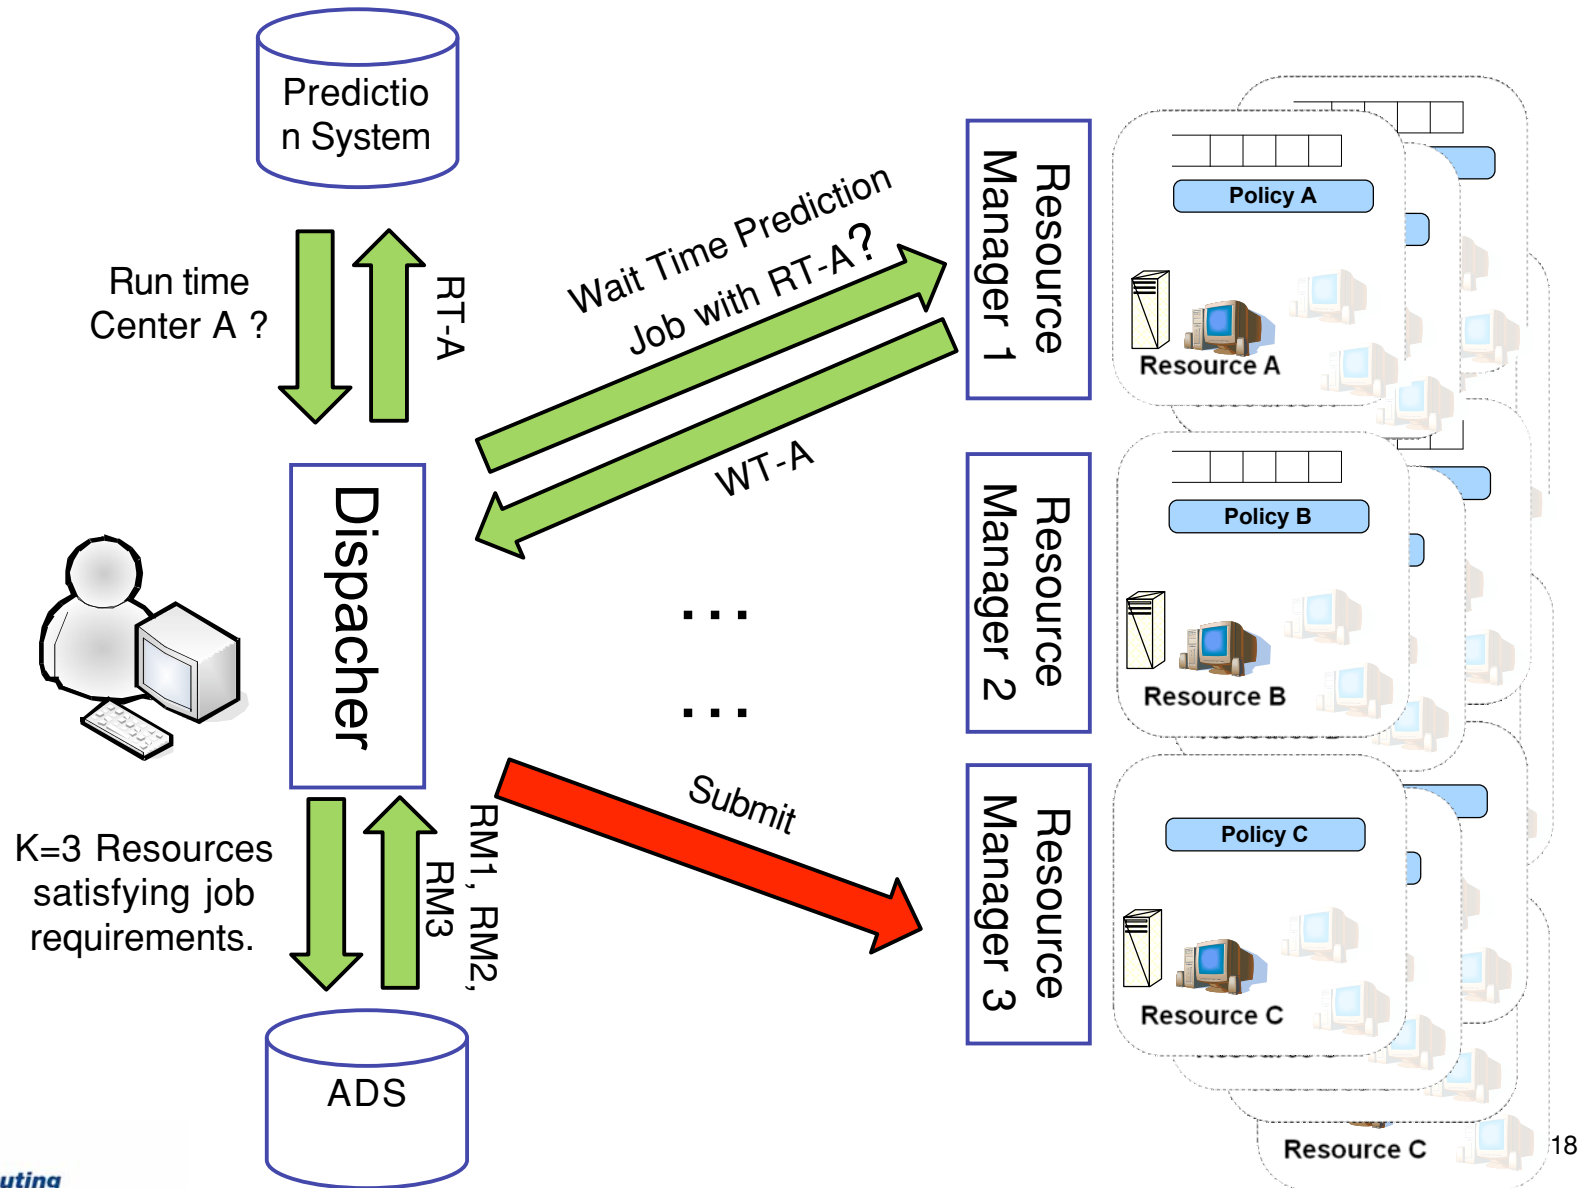 Predictio
n System
Run time
Center A ?
RT-A
Wait Time Prediction
Job with RT-A?
WT-A
Resource
Manager 1
Policy A
Resource A
Dispacher
...
...
Resource
Manager 2
Policy B
Resource B
Submit
K=3 Resources
satisfying job
requirements.
RM1, RM2,
RM3
Resource
Manager 3
Policy C
Resource C
ADS
Resource C
18
uting